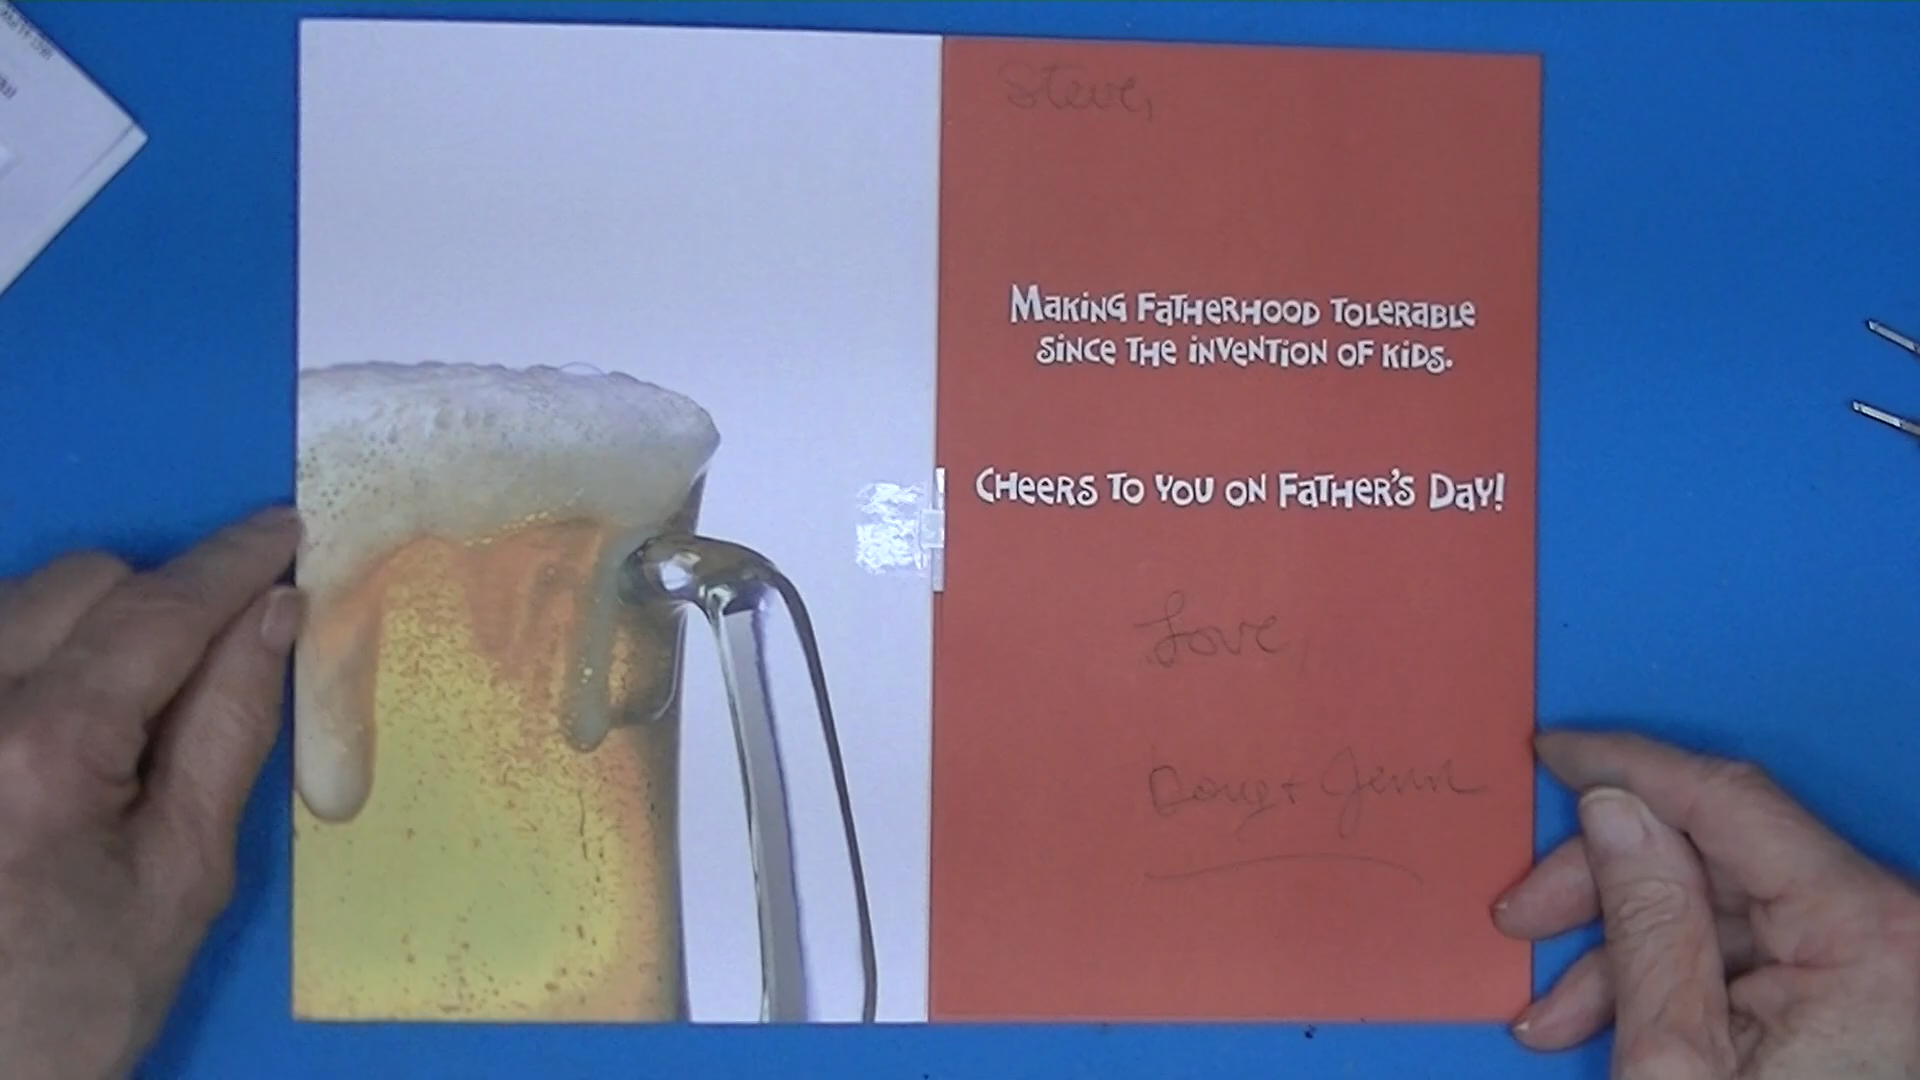 Steve,
Making Fatherhood tolerable
since the invention of kids.
Cheers to you on Father's Day!
Love,
Doug + Jenn